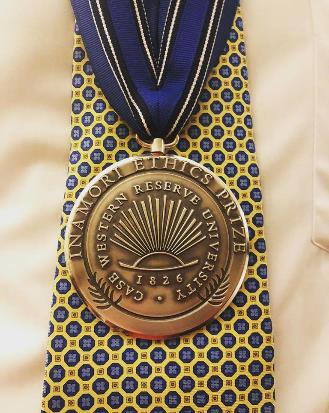 INAMORI ETHICS PRIZE
CASE WESTERN RESERVE UNIVERSITY
1826